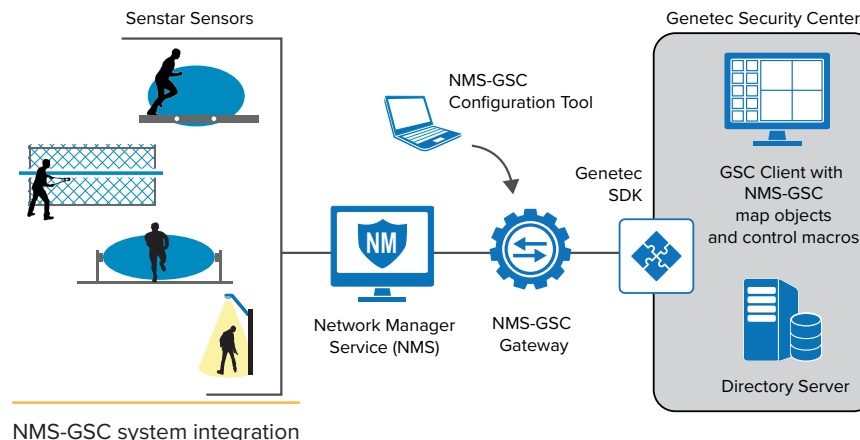 Senstar Sensors
Genetec Security Center
NMS-GSC
Configuration Tool
Genetec
SDK
GSC Client with
NMS-GSC
map objects
and control macros
NM
Network Manager
Service (NMS)
NMS-GSC
Gateway
Directory Server
NMS-GSC system integration